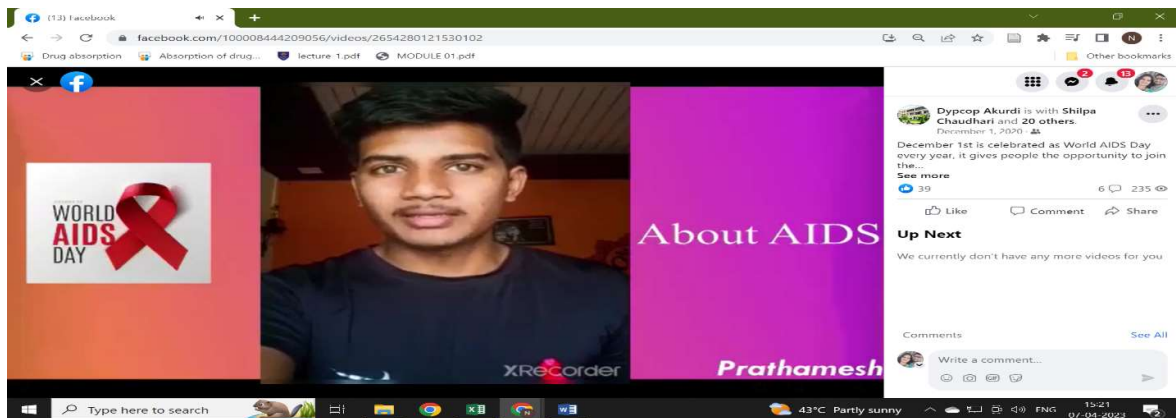 (13) Facebook
facebook.com/100008444209056/videos/2654280121530102
N
Drug absorption
Absorption of drug...
lecture 1.pdf
MODULE 01.pdf
Other bookmarks
2
13
WORLD
AIDS
DAY
About AIDS
XRecorder
Prathamesh
Dypcop Akurdi is with Shilpa
Chaudhari and 20 others.
December 1, 2020
December 1st is celebrated as World AIDS Day
every year, it gives people the opportunity to join
the...
See more
39
6
235
Like
Comment
Share
Up Next
We currently don't have any more videos for you
Comments
See All
Write a comment...
GIF
Type here to search
43°C Partly sunny
ENG
15:21
07-04-2023